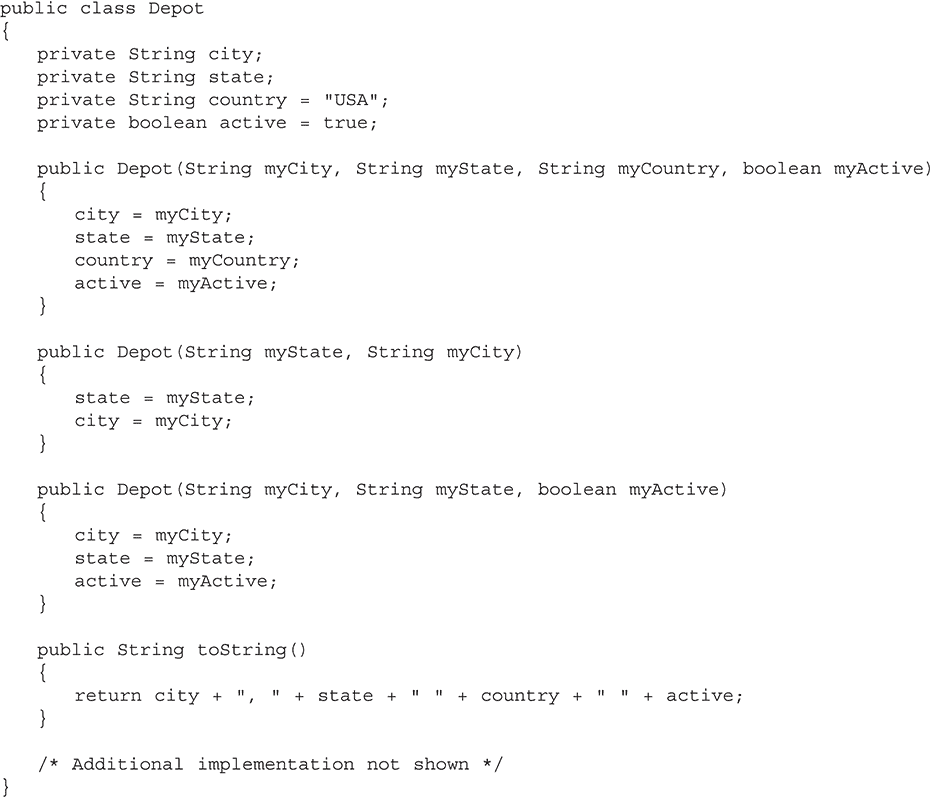 public class Depot
{
    private String city;
    private String state;
    private String country = "USA";
    private boolean active = true;

    public Depot(String myCity, String myState, String myCountry, boolean myActive)
    {
        city = myCity;
        state = myState;
        country = myCountry;
        active = myActive;
    }

    public Depot(String myState, String myCity)
    {
        state = myState;
        city = myCity;
    }

    public Depot(String myCity, String myState, boolean myActive)
    {
        city = myCity;
        state = myState;
        active = myActive;
    }

    public String toString()
    {
        return city + ", " + state + " " + country + " " + active;
    }

    /* Additional implementation not shown */
}